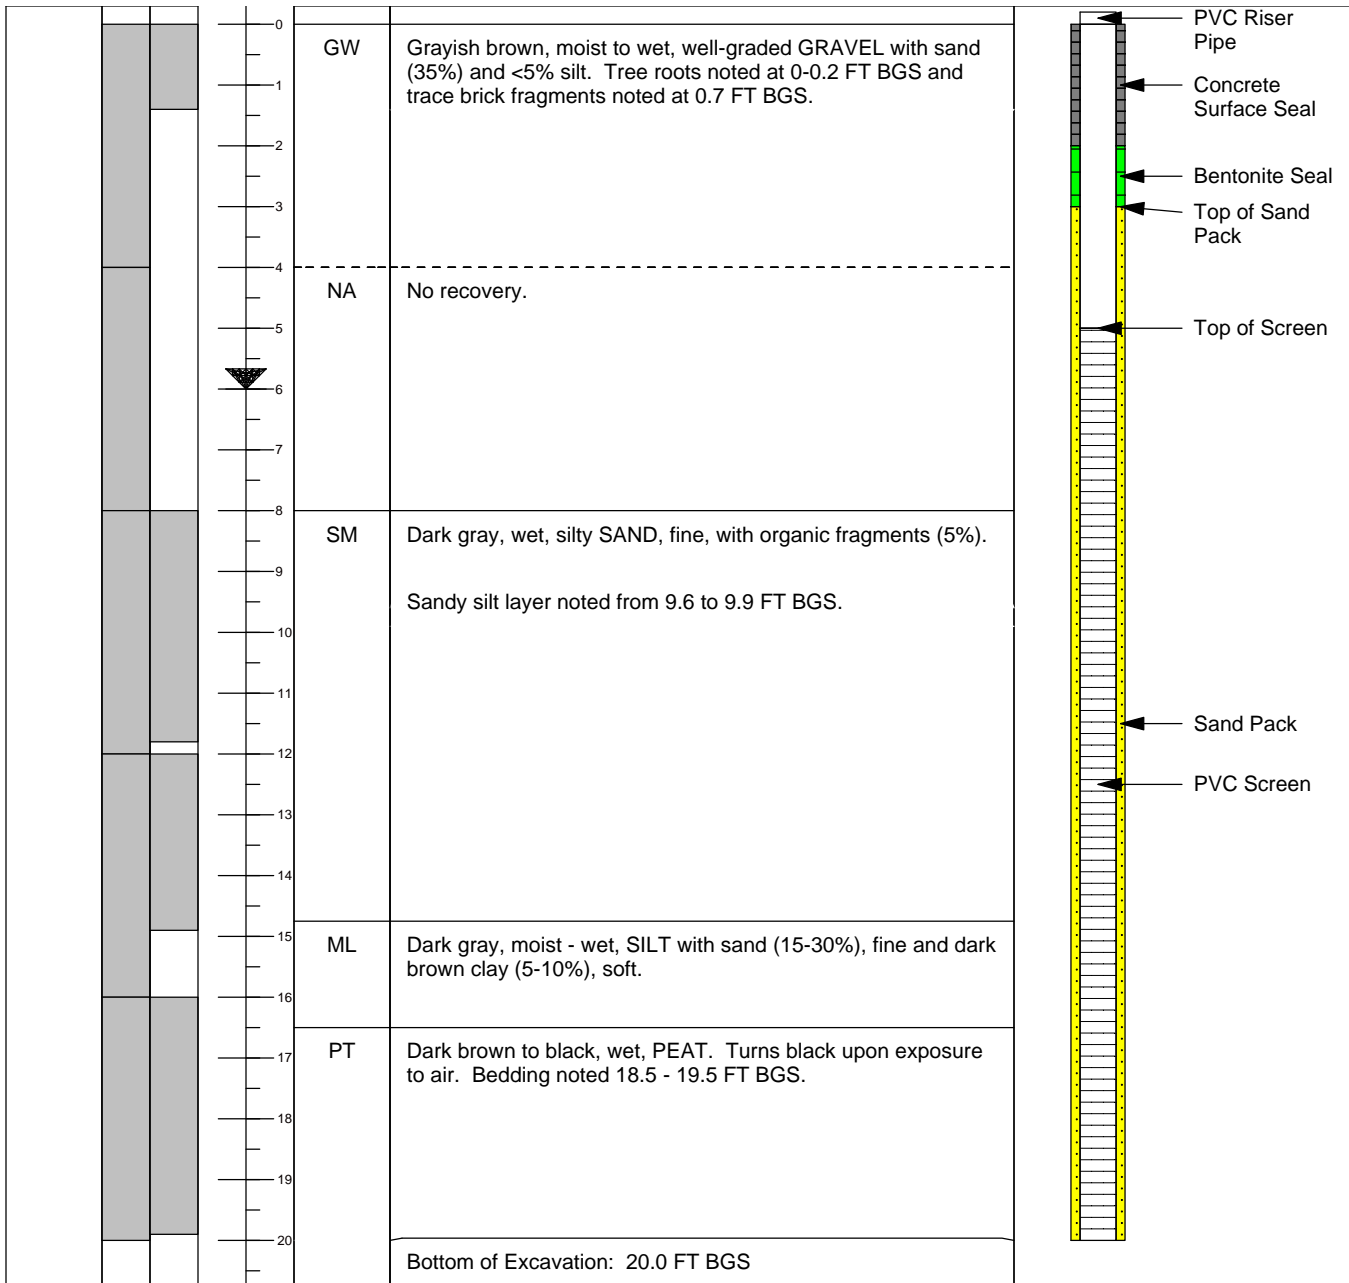 0
1
2
3
4
5
6
7
8
9
10
11
12
13
14
15
16
17
18
19
20
GW
Grayish brown, moist to wet, well-graded GRAVEL with sand
(35%) and <5% silt. Tree roots noted at 0-0.2 FT BGS and
trace brick fragments noted at 0.7 FT BGS.
NA
No recovery.
SM
Dark gray, wet, silty SAND, fine, with organic fragments (5%).
Sandy silt layer noted from 9.6 to 9.9 FT BGS.
ML
Dark gray, moist - wet, SILT with sand (15-30%), fine and dark
brown clay (5-10%), soft.
PT
Dark brown to black, wet, PEAT. Turns black upon exposure
to air. Bedding noted 18.5 - 19.5 FT BGS.
Bottom of Excavation: 20.0 FT BGS
PVC Riser
Pipe
Concrete
Surface Seal
Bentonite Seal
Top of Sand
Pack
Top of Screen
Sand Pack
PVC Screen